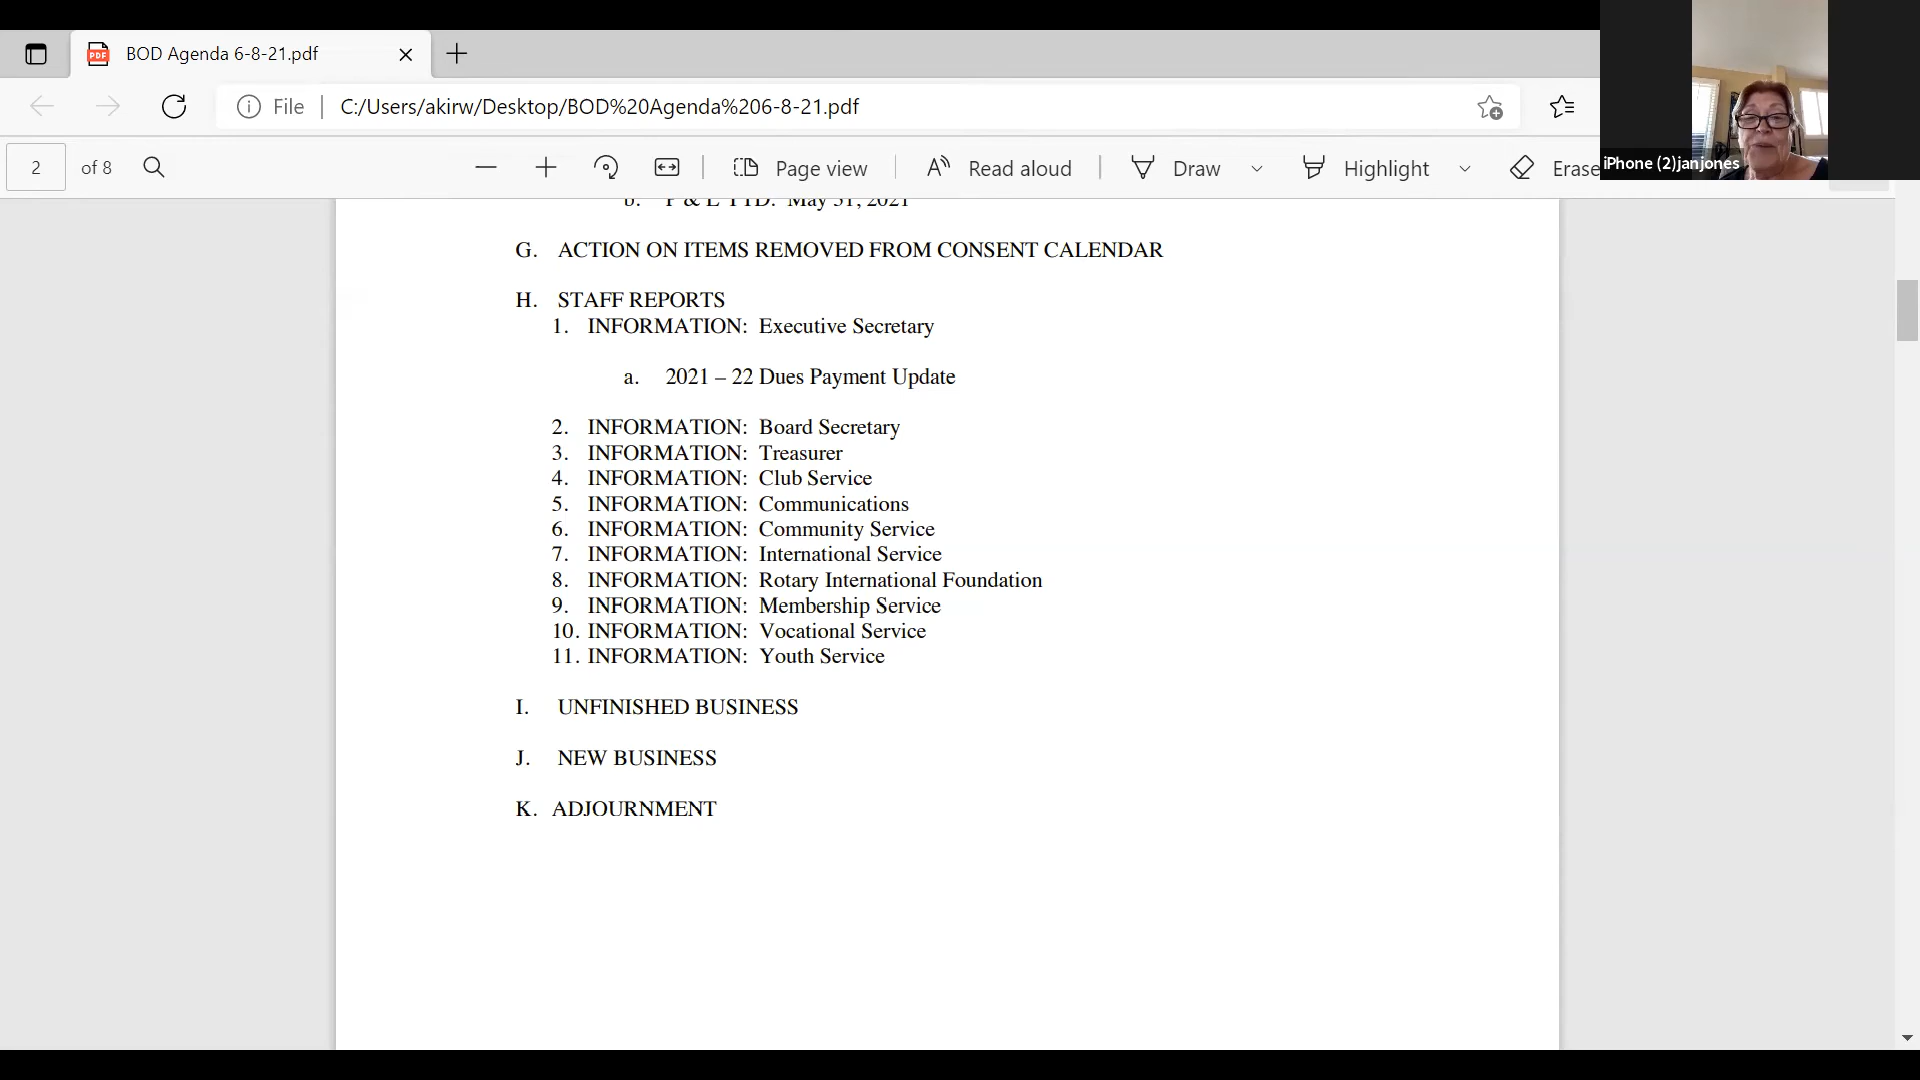 BOD Agenda 6-8-21.pdf
File
C:/Users/akirw/Desktop/BOD%20Agenda%206-8-21.pdf
2 of 8
Page view
Read aloud
Draw
Highlight
Erase
iPhone (2)janjones
b. P & L YTD: May 31, 2021
G. ACTION ON ITEMS REMOVED FROM CONSENT CALENDAR
H. STAFF REPORTS
1. INFORMATION: Executive Secretary
a. 2021 – 22 Dues Payment Update
2. INFORMATION: Board Secretary
3. INFORMATION: Treasurer
4. INFORMATION: Club Service
5. INFORMATION: Communications
6. INFORMATION: Community Service
7. INFORMATION: International Service
8. INFORMATION: Rotary International Foundation
9. INFORMATION: Membership Service
10. INFORMATION: Vocational Service
11. INFORMATION: Youth Service
I. UNFINISHED BUSINESS
J. NEW BUSINESS
K. ADJOURNMENT